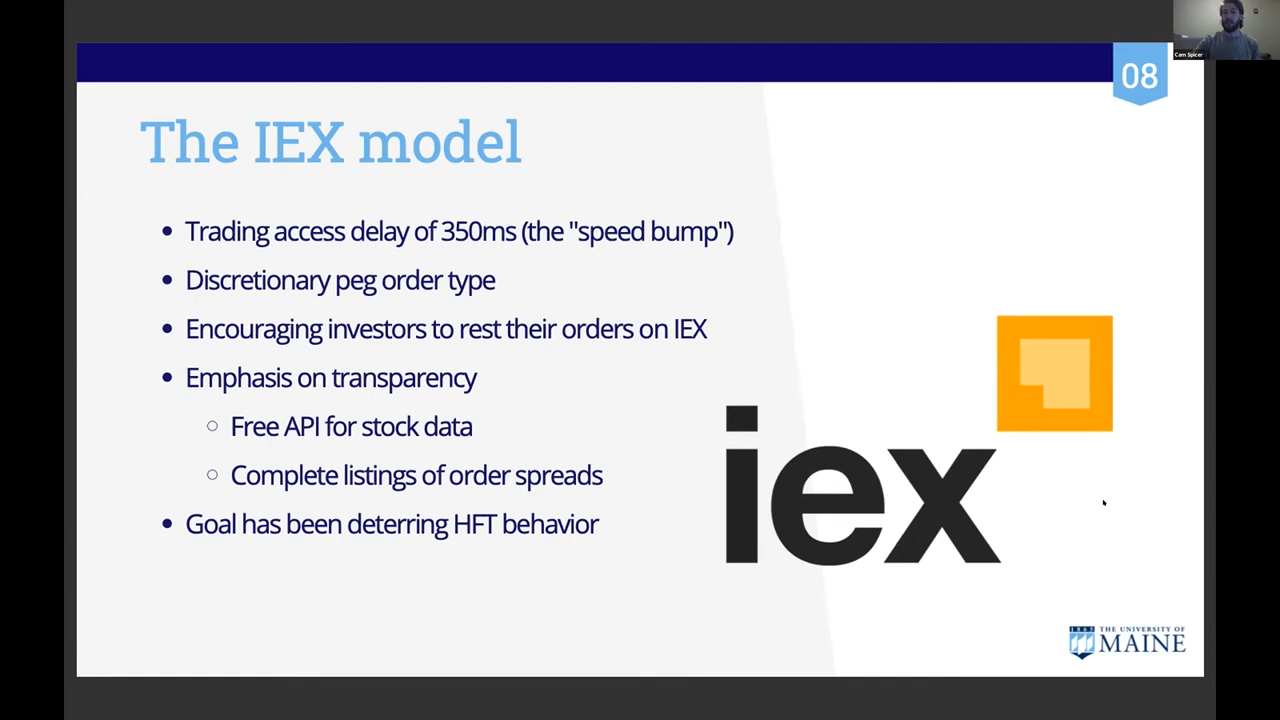 Cam Spicer
08
The IEX model
• Trading access delay of 350ms (the "speed bump")
• Discretionary peg order type
• Encouraging investors to rest their orders on IEX
• Emphasis on transparency
○ Free API for stock data
○ Complete listings of order spreads
• Goal has been deterring HFT behavior
iex
1865
THE UNIVERSITY OF
MAINE